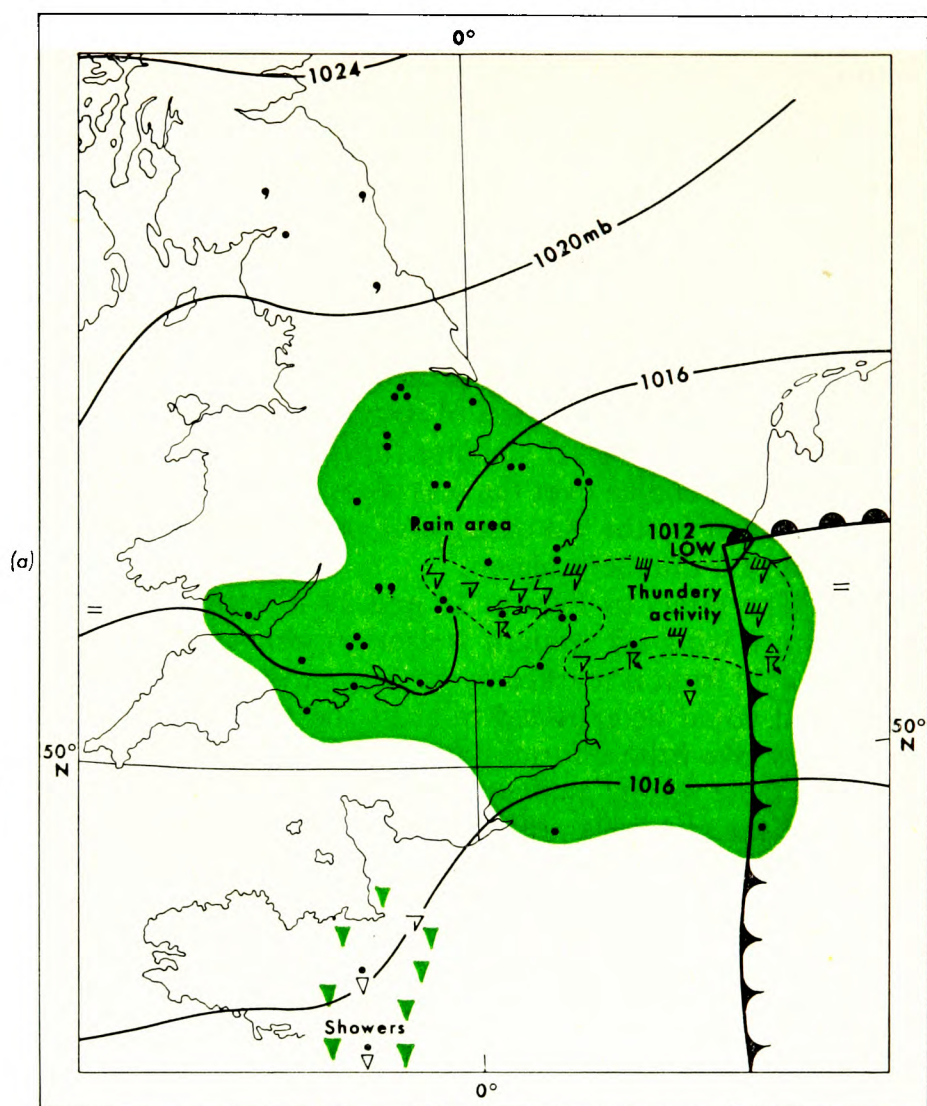 0°
1024
1020mb
1016
Rain area
1012
LOW
(a)
Thundery
activity
50°
N
50°
N
1016
Showers
0°